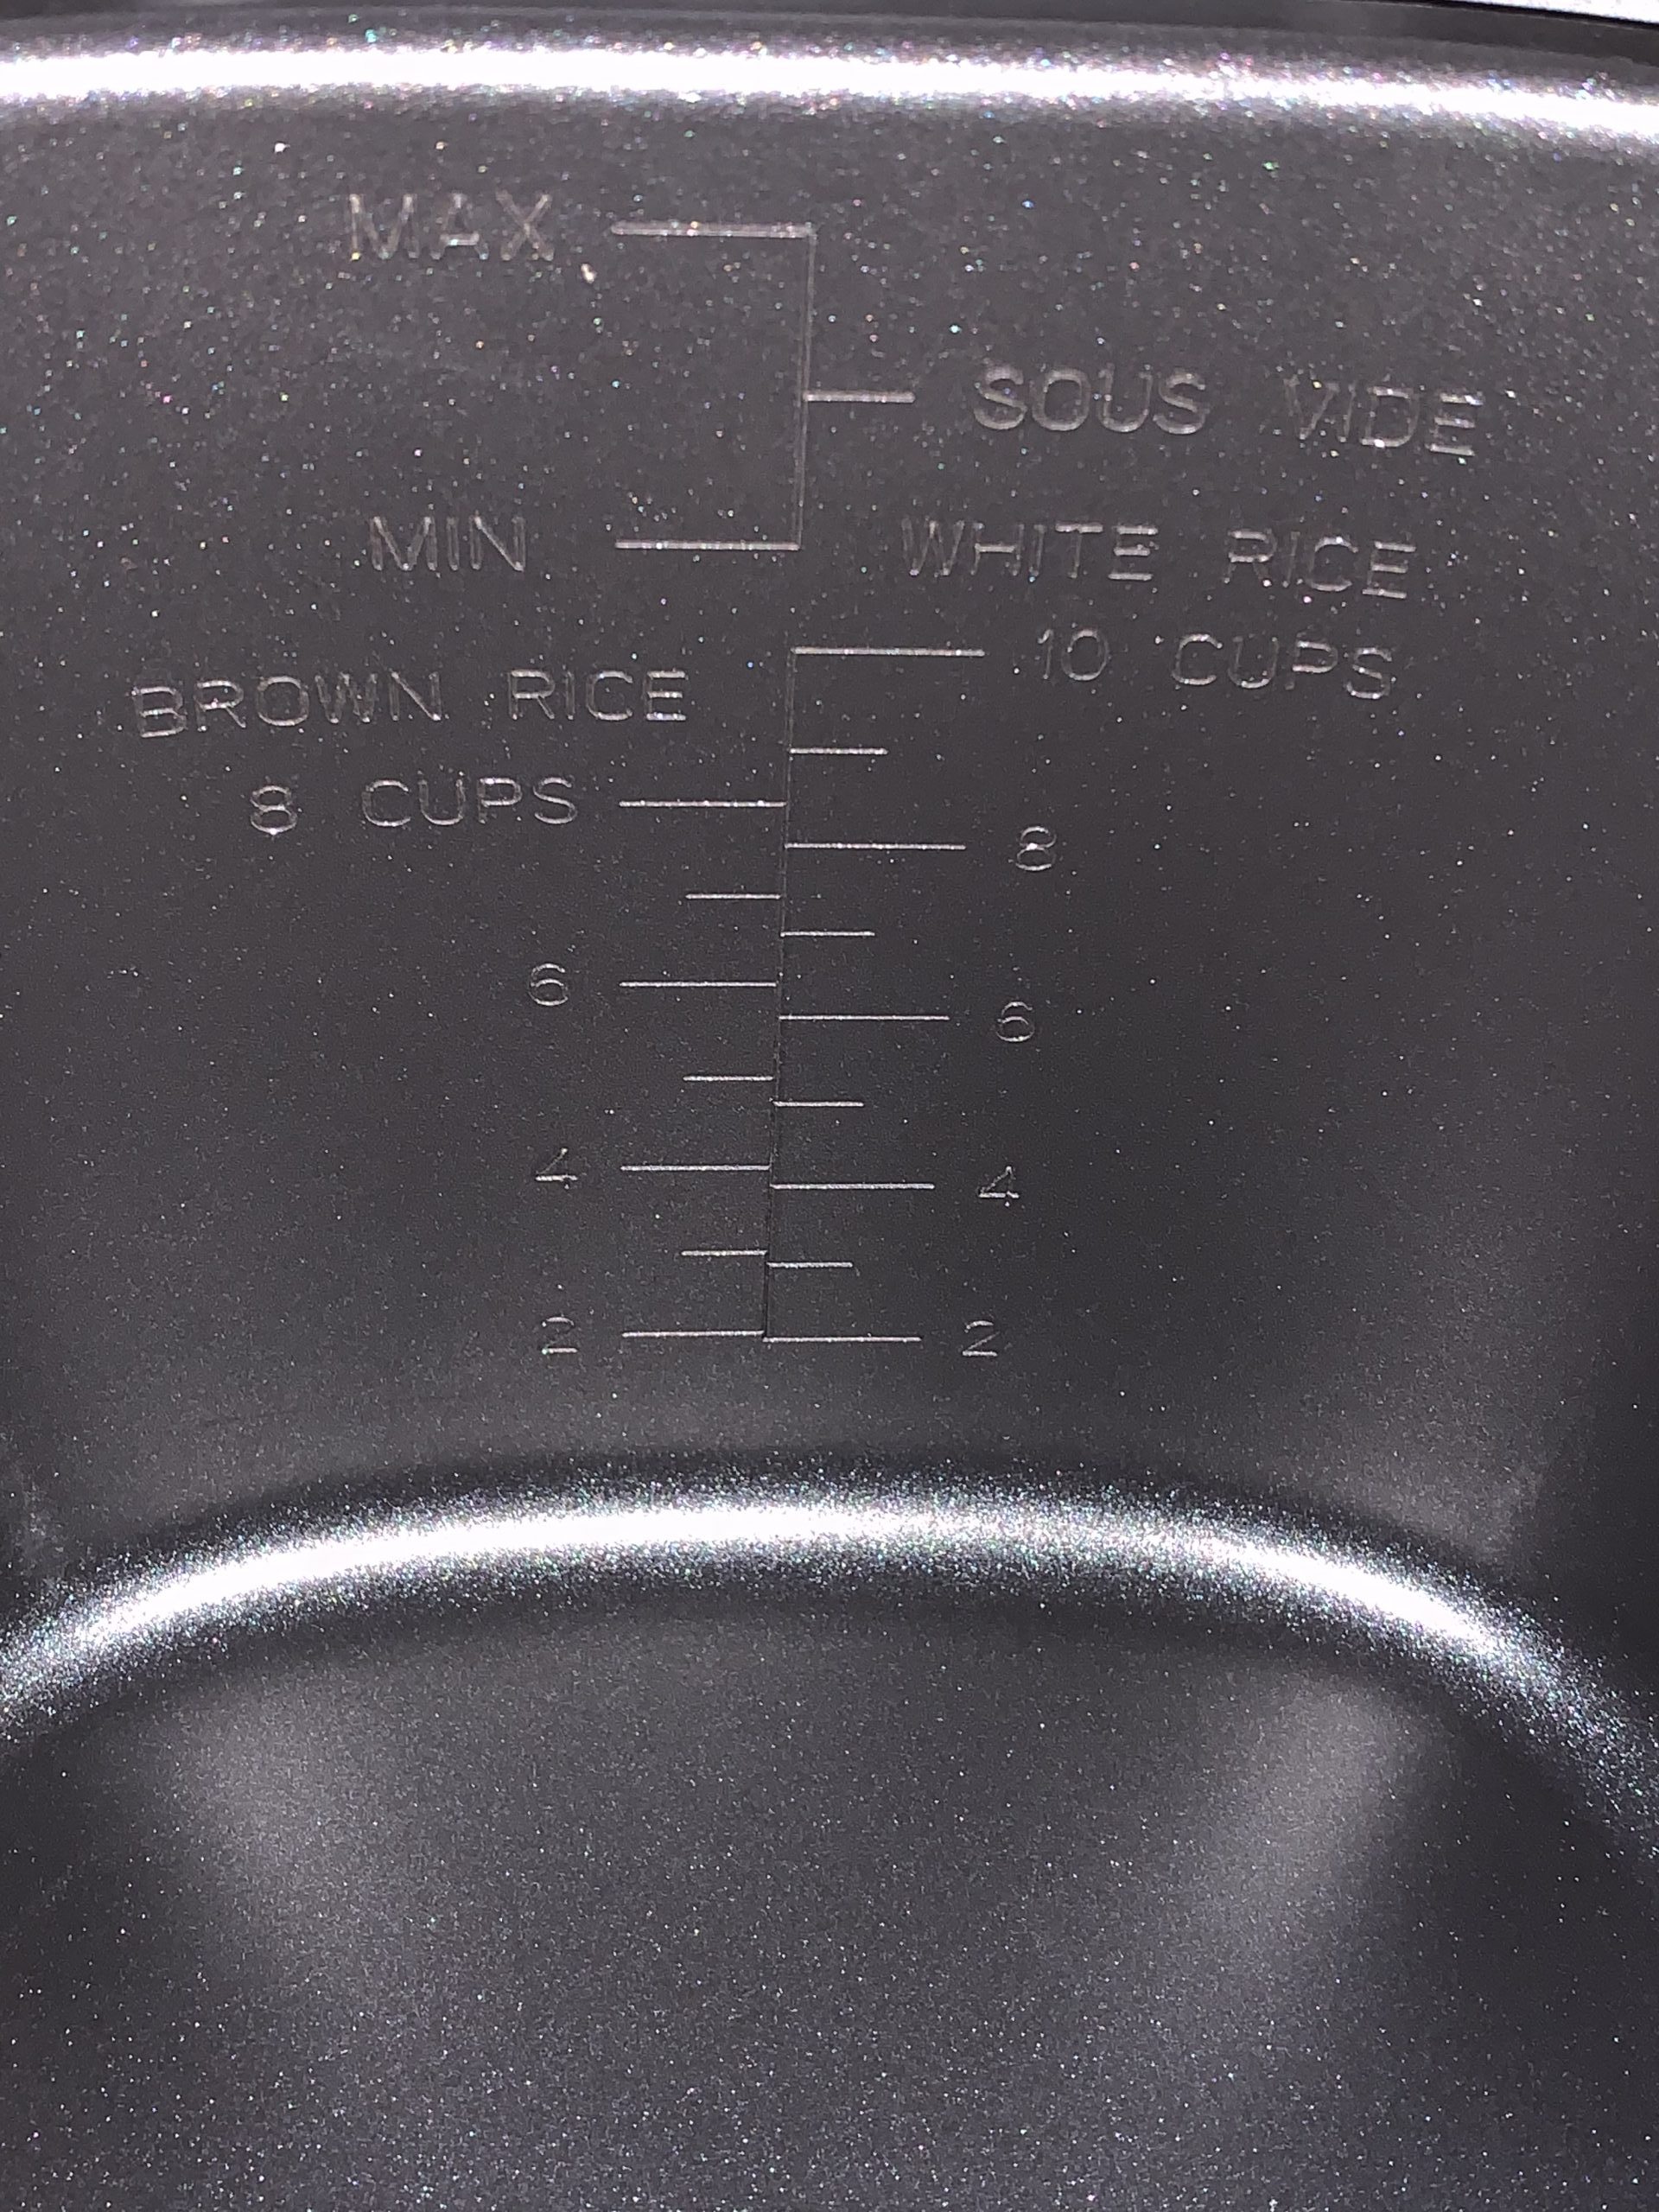 MAX
SOUS VIDE
MIN
WHITE RICE
10 CUPS
BROWN RICE
8 CUPS
8
6
6
4
4
2
2